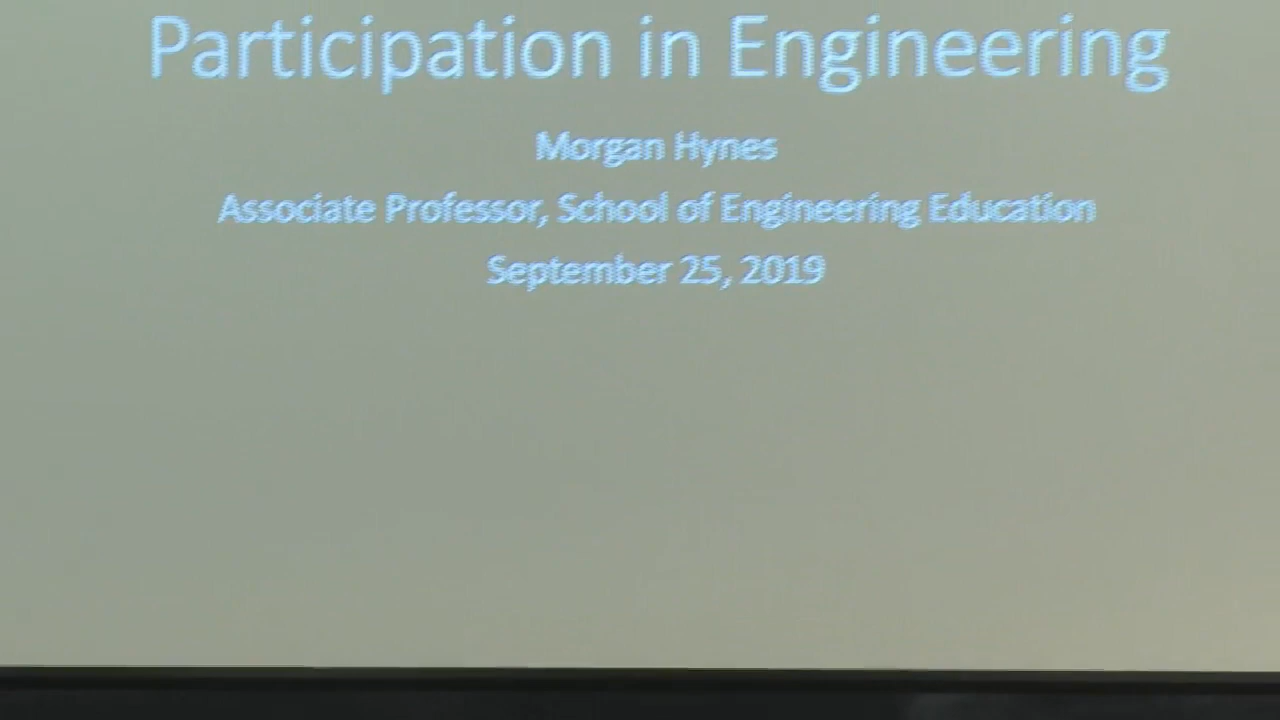 Participation in Engineering
Morgan Hynes
Associate Professor, School of Engineering Education
September 25, 2019